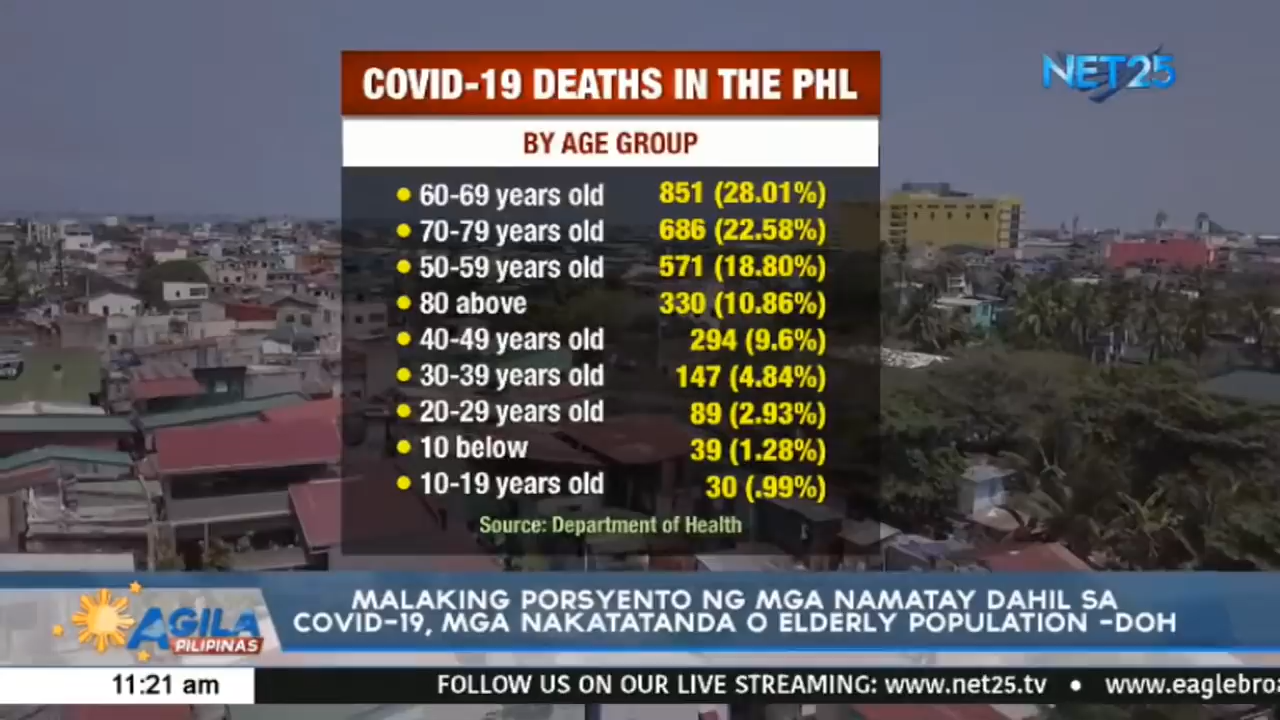 COVID-19 DEATHS IN THE PHL
NET25
BY AGE GROUP
• 60-69 years old 851 (28.01%)
• 70-79 years old 686 (22.58%)
• 50-59 years old 571 (18.80%)
• 80 above 330 (10.86%)
• 40-49 years old 294 (9.6%)
• 30-39 years old 147 (4.84%)
• 20-29 years old 89 (2.93%)
• 10 below 39 (1.28%)
• 10-19 years old 30 (.99%)
Source: Department of Health
AGILA
PILIPINAS
MALAKING PORSYENTO NG MGA NAMATAY DAHIL SA
COVID-19, MGA NAKATATANDA O ELDERLY POPULATION -DOH
11:21 am
FOLLOW US ON OUR LIVE STREAMING: www.net25.tv • www.eaglebro